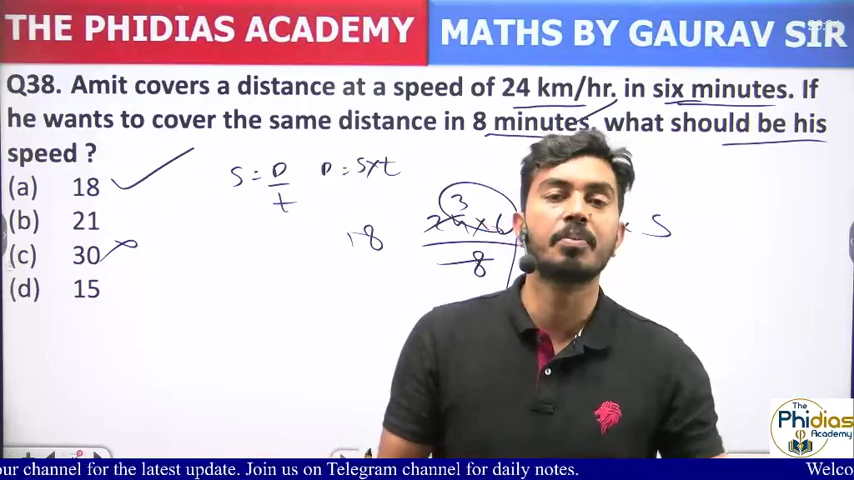 THE PHIDIAS ACADEMY
MATHS BY GAURAV SIR
Q38. Amit covers a distance at a speed of 24 km/hr. in six minutes. If
he wants to cover the same distance in 8 minutes, what should be his
speed ?
(a) 18
(b) 21
(c) 30
(d) 15
S = D/t D = S×t
3
24×6
18
8
S
The
Phidias
Academy
our channel for the latest update. Join us on Telegram channel for daily notes.
Welco